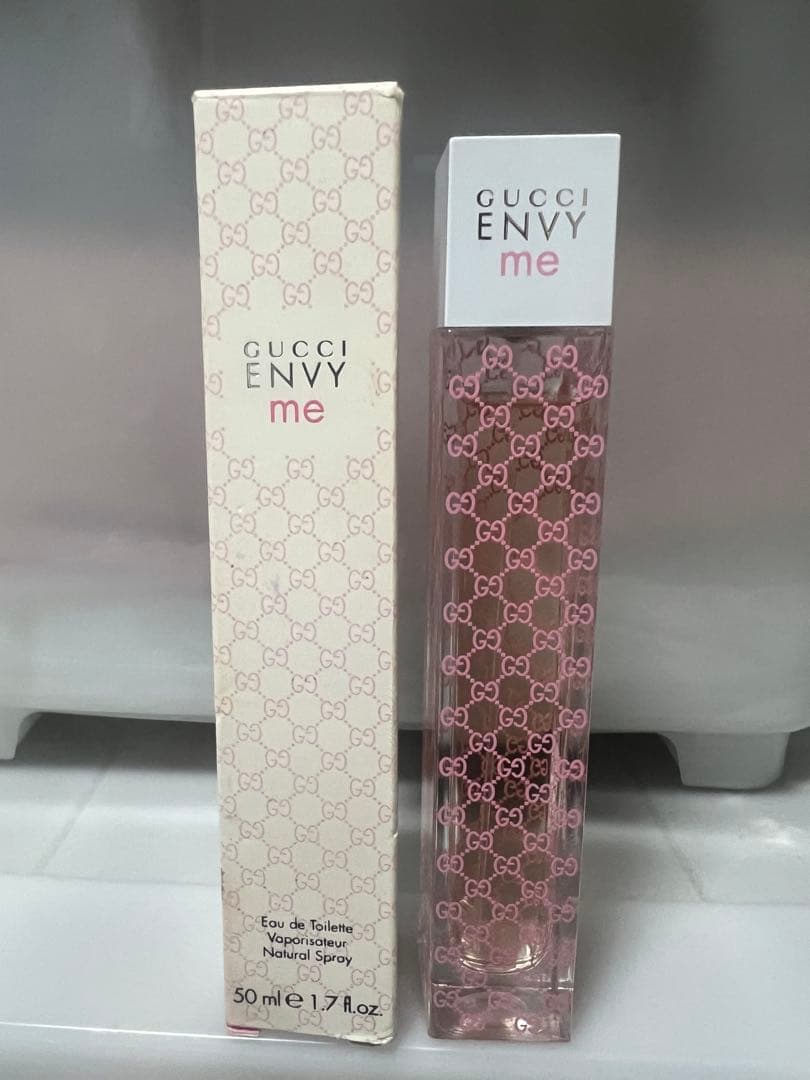 GUCCI
ENVY
me
Eau de Toilette
Vaporisateur
Natural Spray
50 ml e 1.7 fl.oz.
GUCCI
ENVY
me